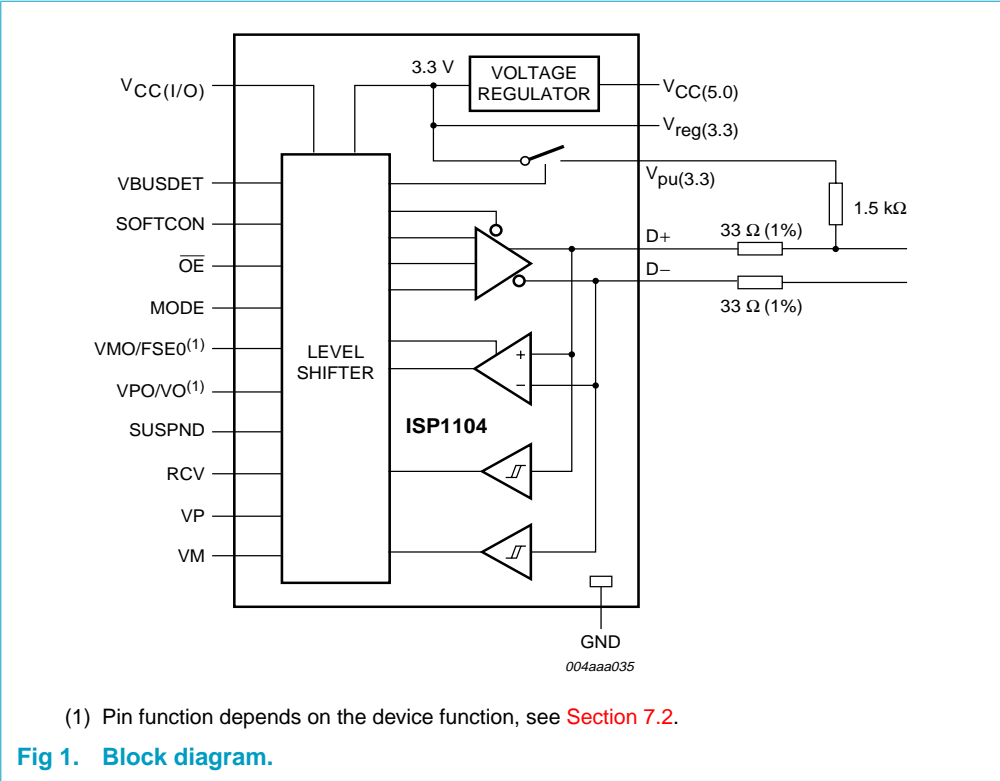 3.3 V
VOLTAGE
REGULATOR
VCC(I/O)
VCC(5.0)
Vreg(3.3)
Vpu(3.3)
1.5 kΩ
VBUSDET
SOFTCON
OE
MODE
VMO/FSE0(1)
VPO/VO(1)
SUSPND
RCV
VP
VM
LEVEL
SHIFTER
D+
33 Ω (1%)
D−
33 Ω (1%)
+
−
ISP1104
GND
004aaa035
(1) Pin function depends on the device function, see Section 7.2.
Fig 1. Block diagram.